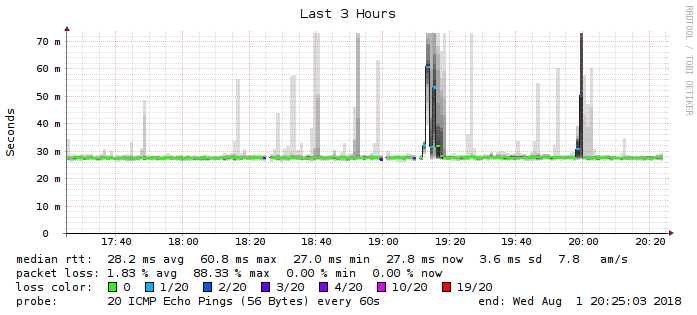 Last 3 Hours
RRDTOOL / TOBI OETIKER
Seconds
70 m
60 m
50 m
40 m
30 m
20 m
10 m
0
17:40 18:00 18:20 18:40 19:00 19:20 19:40 20:00 20:20
median rtt: 28.2 ms avg 60.8 ms max 27.0 ms min 27.8 ms now 3.6 ms sd 7.8 am/s
packet loss: 1.83 % avg 88.33 % max 0.00 % min 0.00 % now
loss color: 0 1/20 2/20 3/20 4/20 10/20 19/20
probe: 20 ICMP Echo Pings (56 Bytes) every 60s end: Wed Aug 1 20:25:03 2018